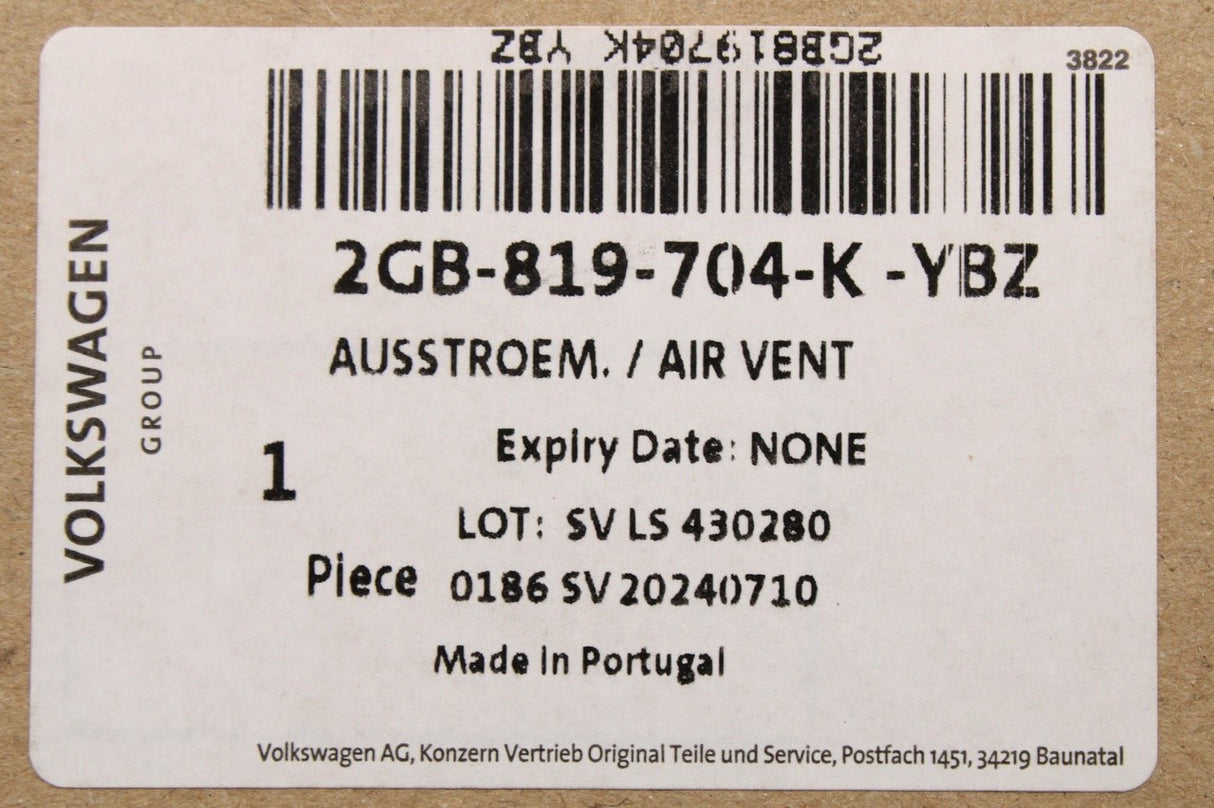 2GB819704K YBZ
3822
2GB-819-704-K -YBZ
AUSSTROEM. / AIR VENT
VOLKSWAGEN
GROUP
Expiry Date: NONE
1
LOT: SV LS 430280
Piece 0186 SV 20240710
Made in Portugal
Volkswagen AG, Konzern Vertrieb Original Teile und Service, Postfach 1451, 34219 Baunatal